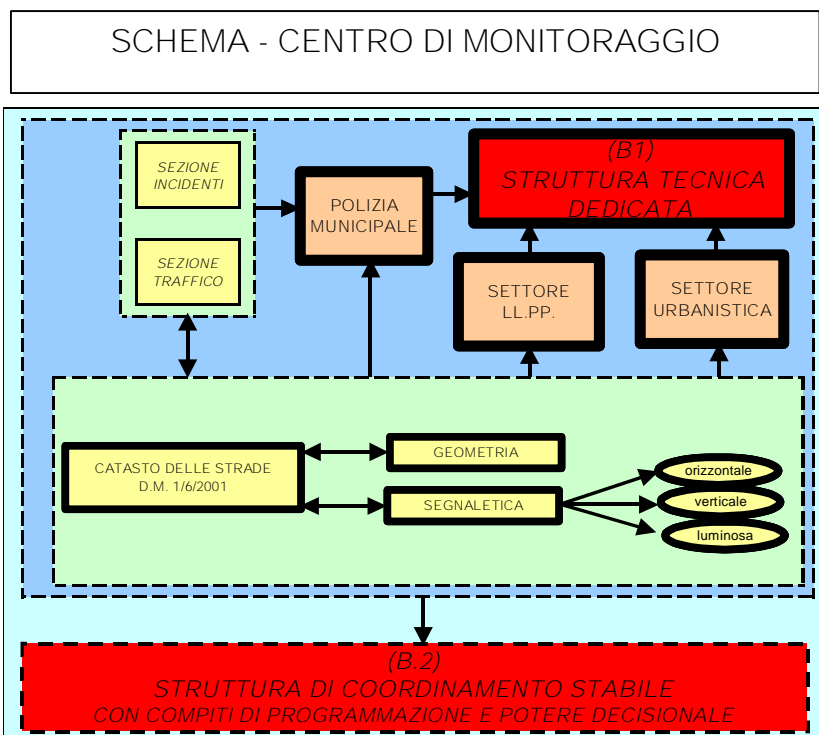 SCHEMA - CENTRO DI MONITORAGGIO
SEZIONE
INCIDENTI
SEZIONE
TRAFFICO
POLIZIA
MUNICIPALE
(B1)
STRUTTURA TECNICA
DEDICATA
SETTORE
LL.PP.
SETTORE
URBANISTICA
CATASTO DELLE STRADE
D.M. 1/6/2001
GEOMETRIA
SEGNALETICA
orizzontale
verticale
luminosa
(B.2)
STRUTTURA DI COORDINAMENTO STABILE
CON COMPITI DI PROGRAMMAZIONE E POTERE DECISIONALE